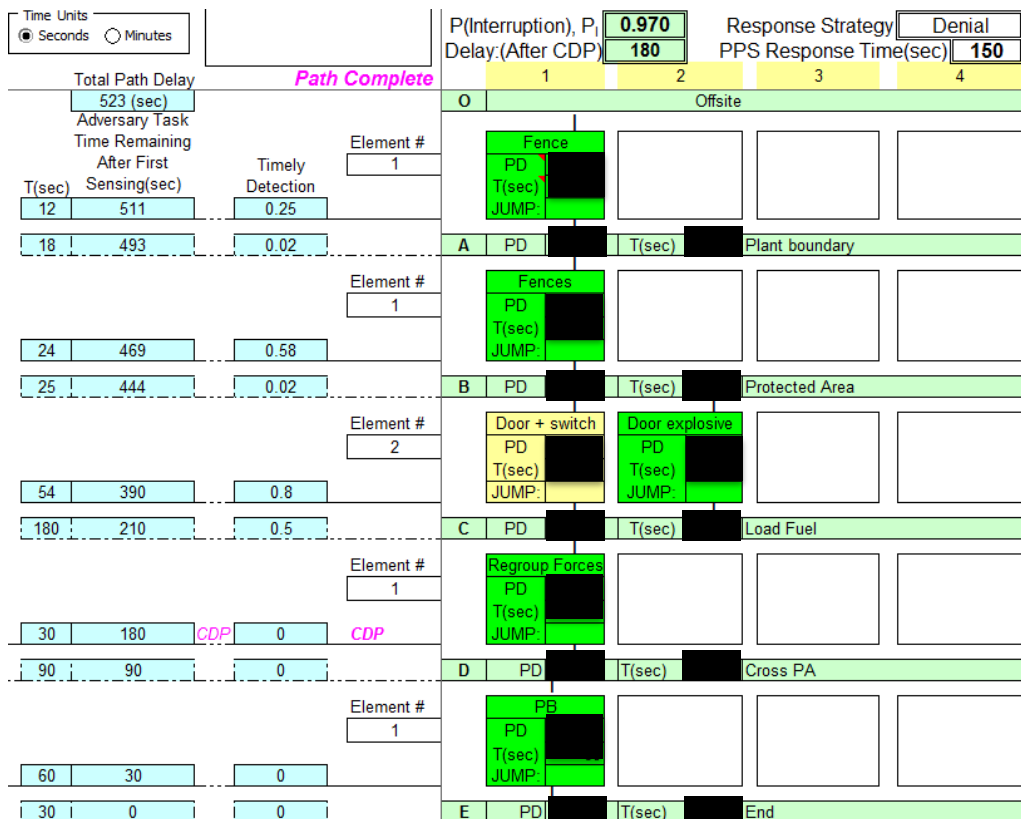 Time Units
Seconds Minutes
P(Interruption), PI 0.970 Response Strategy Denial
Delay:(After CDP) 180 PPS Response Time(sec) 150
Total Path Delay Path Complete 1 2 3 4
523 (sec) O Offsite
Adversary Task
Time Remaining
After First
Sensing(sec)
T(sec)
Timely
Detection
Element # Fence
1 PD
T(sec)
12 511 0.25 JUMP:
18 493 0.02 A PD T(sec) Plant boundary
Element # Fences
1 PD
T(sec)
24 469 0.58 JUMP:
25 444 0.02 B PD T(sec) Protected Area
Element # Door + switch Door explosive
2 PD PD
T(sec) T(sec)
54 390 0.8 JUMP: JUMP:
180 210 0.5 C PD T(sec) Load Fuel
Element # Regroup Forces
1 PD
T(sec)
30 180 CDP 0 CDP JUMP:
90 90 0 D PD T(sec) Cross PA
Element # PB
1 PD
T(sec)
60 30 0 JUMP:
30 0 0 E PD T(sec) End